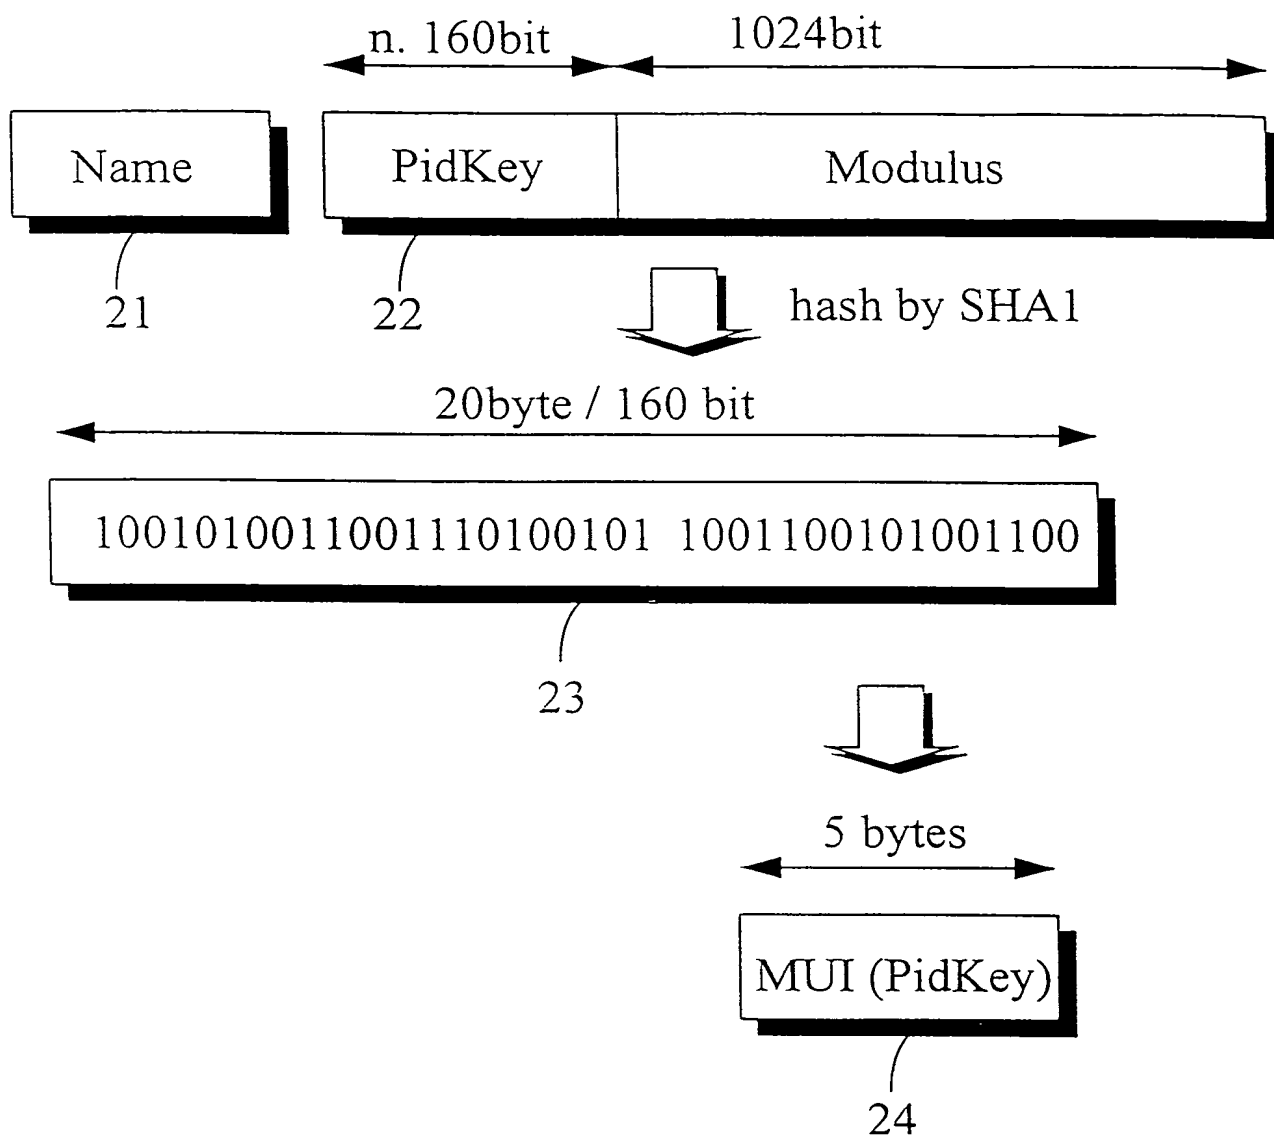 n. 160bit 1024bit
Name PidKey Modulus
21 22 hash by SHA1
20byte / 160 bit
10010100110011110100101 1001100101001100
23
5 bytes
MUI (PidKey)
24